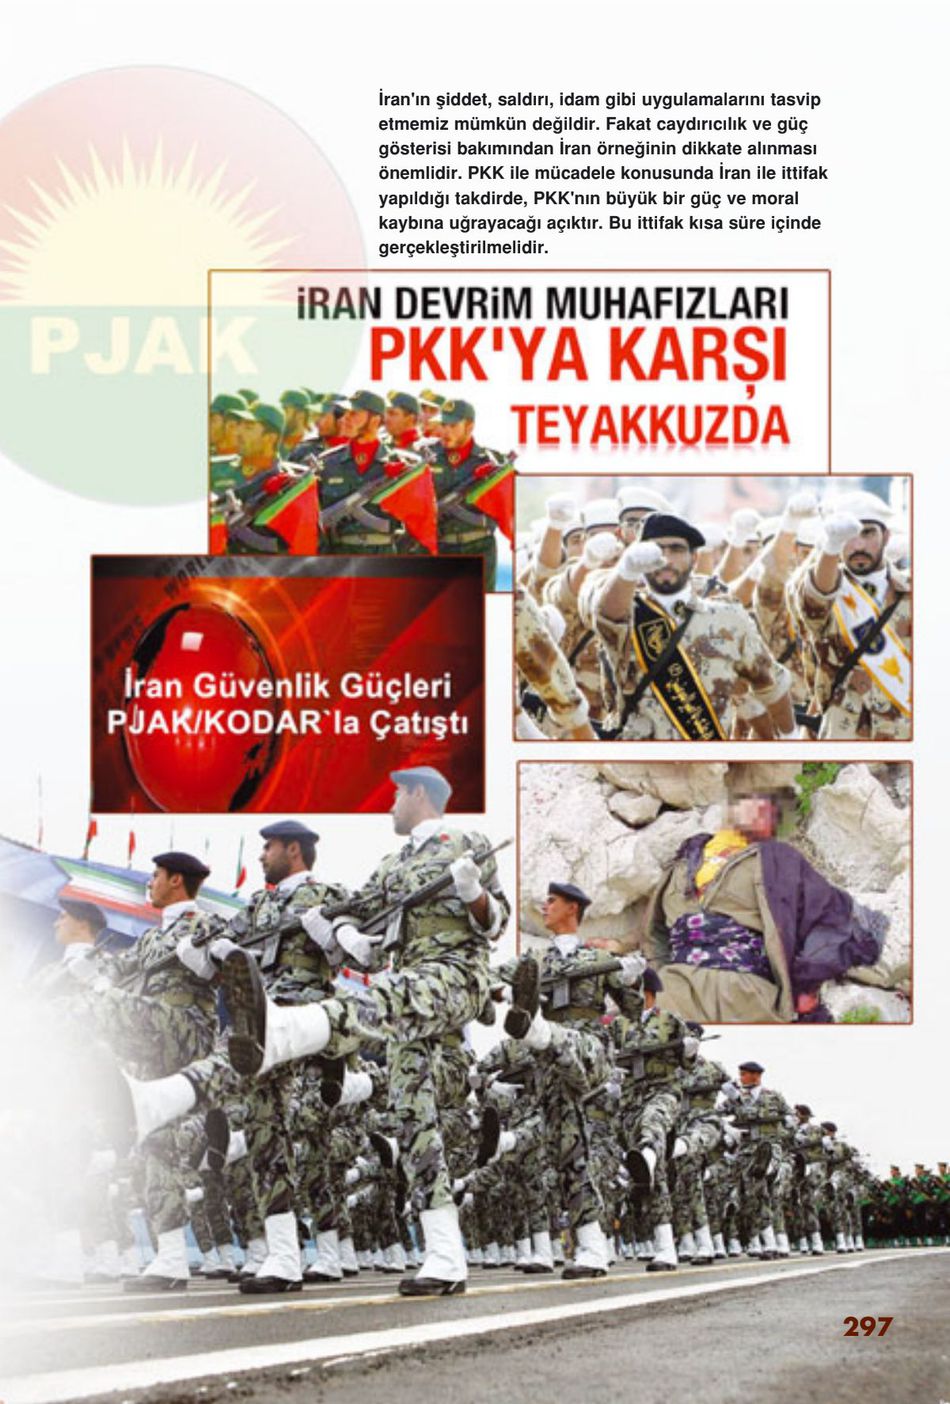 İran'ın şiddet, saldırı, idam gibi uygulamalarını tasvip
etmemiz mümkün değildir. Fakat caydırıcılık ve güç
gösterisi bakımından İran örneğinin dikkate alınması
önemlidir. PKK ile mücadele konusunda İran ile ittifak
yapıldığı takdirde, PKK'nın büyük bir güç ve moral
kaybına uğrayacağı açıktır. Bu ittifak kısa süre içinde
gerçekleştirilmelidir.
PJAK
iRAN DEVRiM MUHAFIZLARI
PKK'YA KARŞI
TEYAKKUZDA
İran Güvenlik Güçleri
PJAK/KODAR`la Çatıştı
297